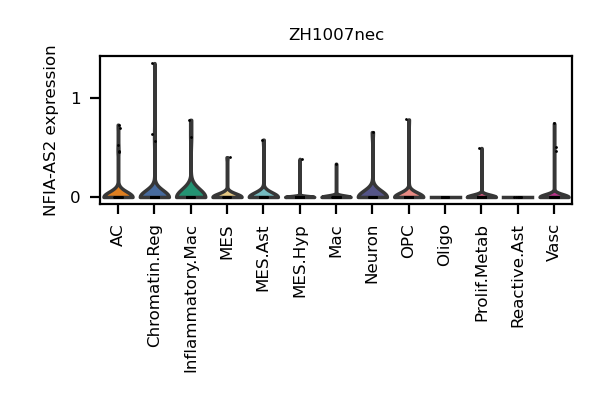 ZH1007nec
NFIA-AS2 expression
1
0
AC
Chromatin.Reg
Inflammatory.Mac
MES
MES.Ast
MES.Hyp
Mac
Neuron
OPC
Oligo
Prolif.Metab
Reactive.Ast
Vasc